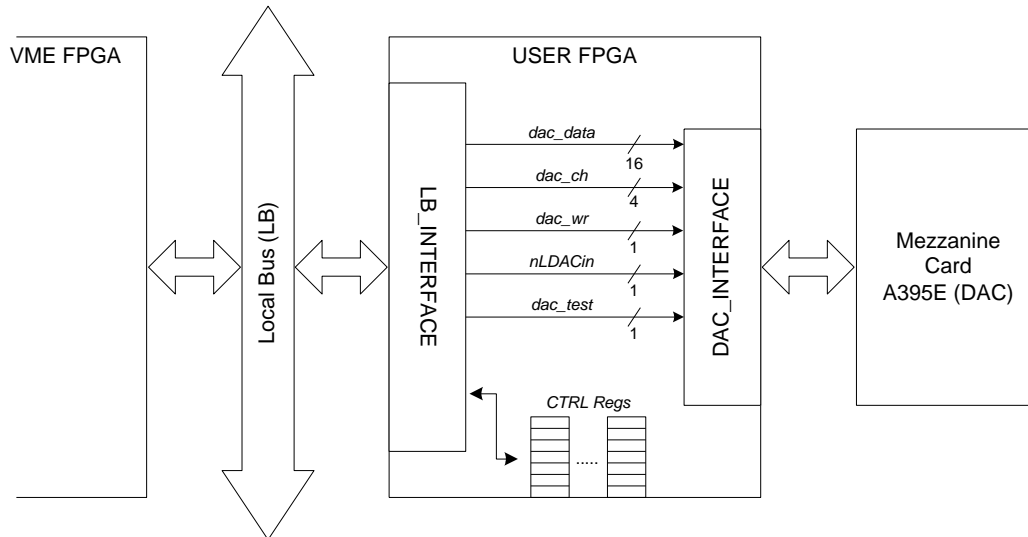 VME FPGA
Local Bus (LB)
USER FPGA
LB_INTERFACE
dac_data
16
dac_ch
4
dac_wr
1
nLDACin
1
dac_test
1
CTRL Regs
.....
DAC_INTERFACE
Mezzanine
Card
A395E (DAC)